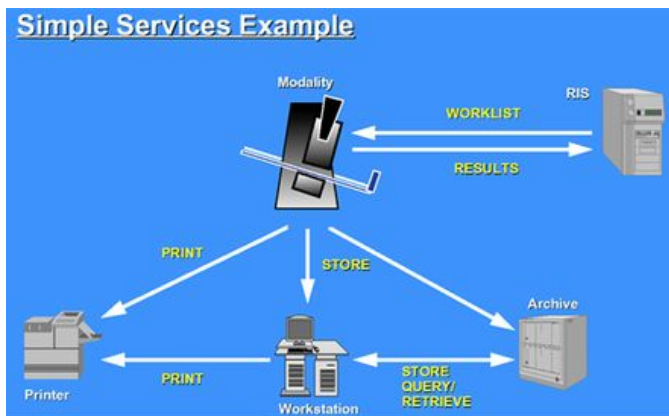 Simple Services Example
Modality
RIS
WORKLIST
RESULTS
PRINT
STORE
Archive
Printer
PRINT
Workstation
STORE
QUERY/
RETRIEVE